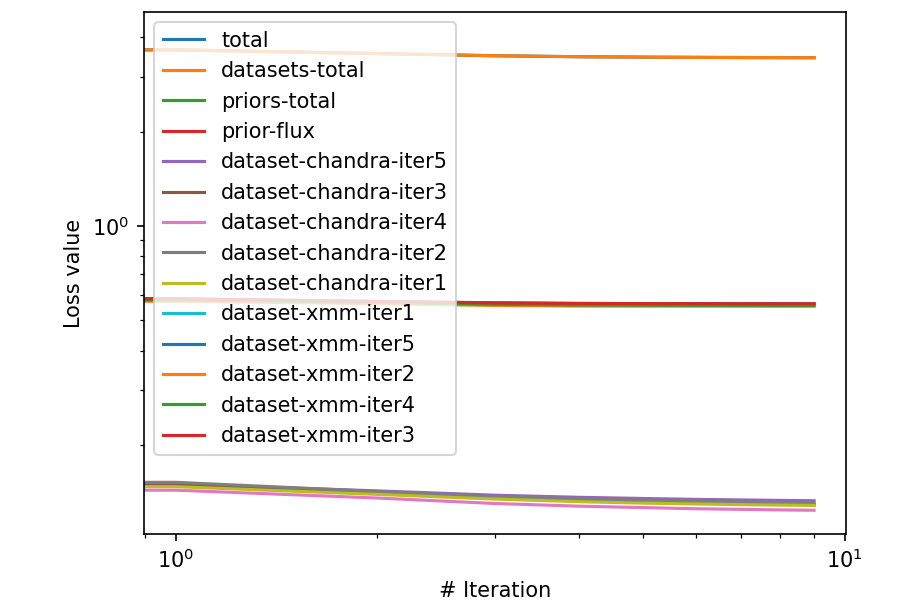 total
datasets-total
priors-total
prior-flux
dataset-chandra-iter5
dataset-chandra-iter3
dataset-chandra-iter4
dataset-chandra-iter2
dataset-chandra-iter1
dataset-xmm-iter1
dataset-xmm-iter5
dataset-xmm-iter2
dataset-xmm-iter4
dataset-xmm-iter3
10⁰
Loss value
10⁰
10¹
# Iteration